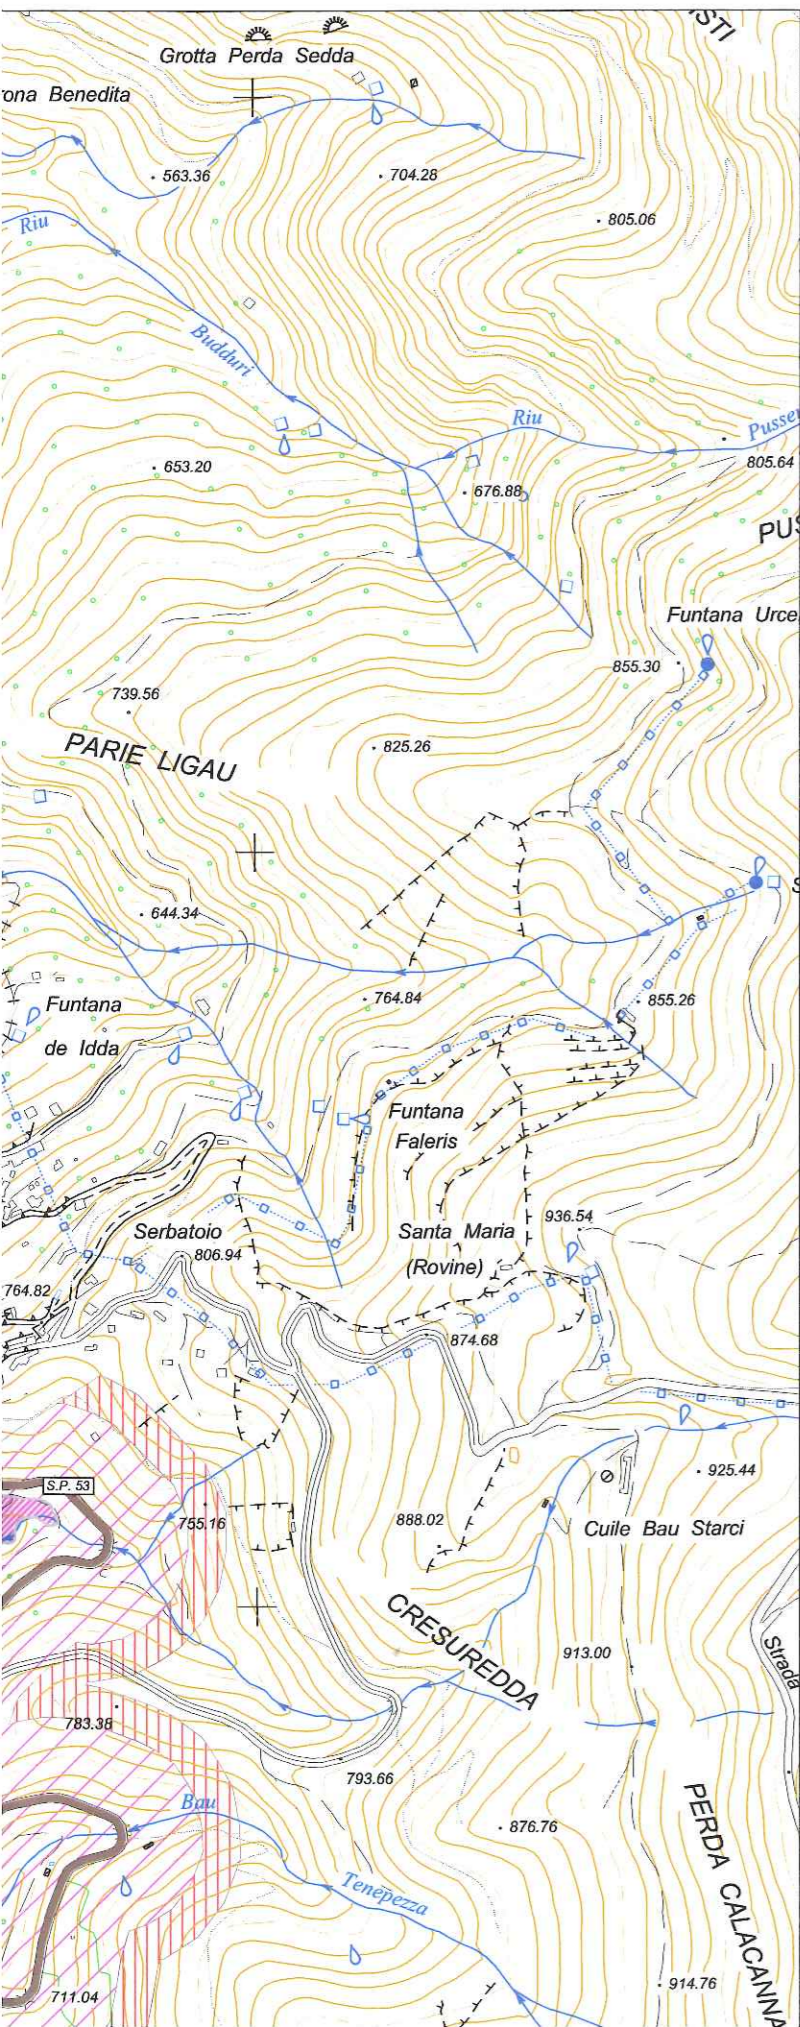 Grotta Perda Sedda
rona Benedita
563.36
704.28
805.06
Riu
Budduri
Riu
653.20
676.88
805.64
Funtana Urce
855.30
739.56
825.26
PARIE LIGAU
644.34
764.84
855.26
Funtana
de Idda
Funtana
Faleris
Serbatoio
806.94
Santa Maria
(Rovine)
936.54
764.82
874.68
S.P. 53
925.44
755.16
888.02
Cuile Bau Starci
CRESUREDDA
913.00
Strada
783.38
793.66
Bau
876.76
PERDA CALACANNA
Tenepezza
914.76
711.04